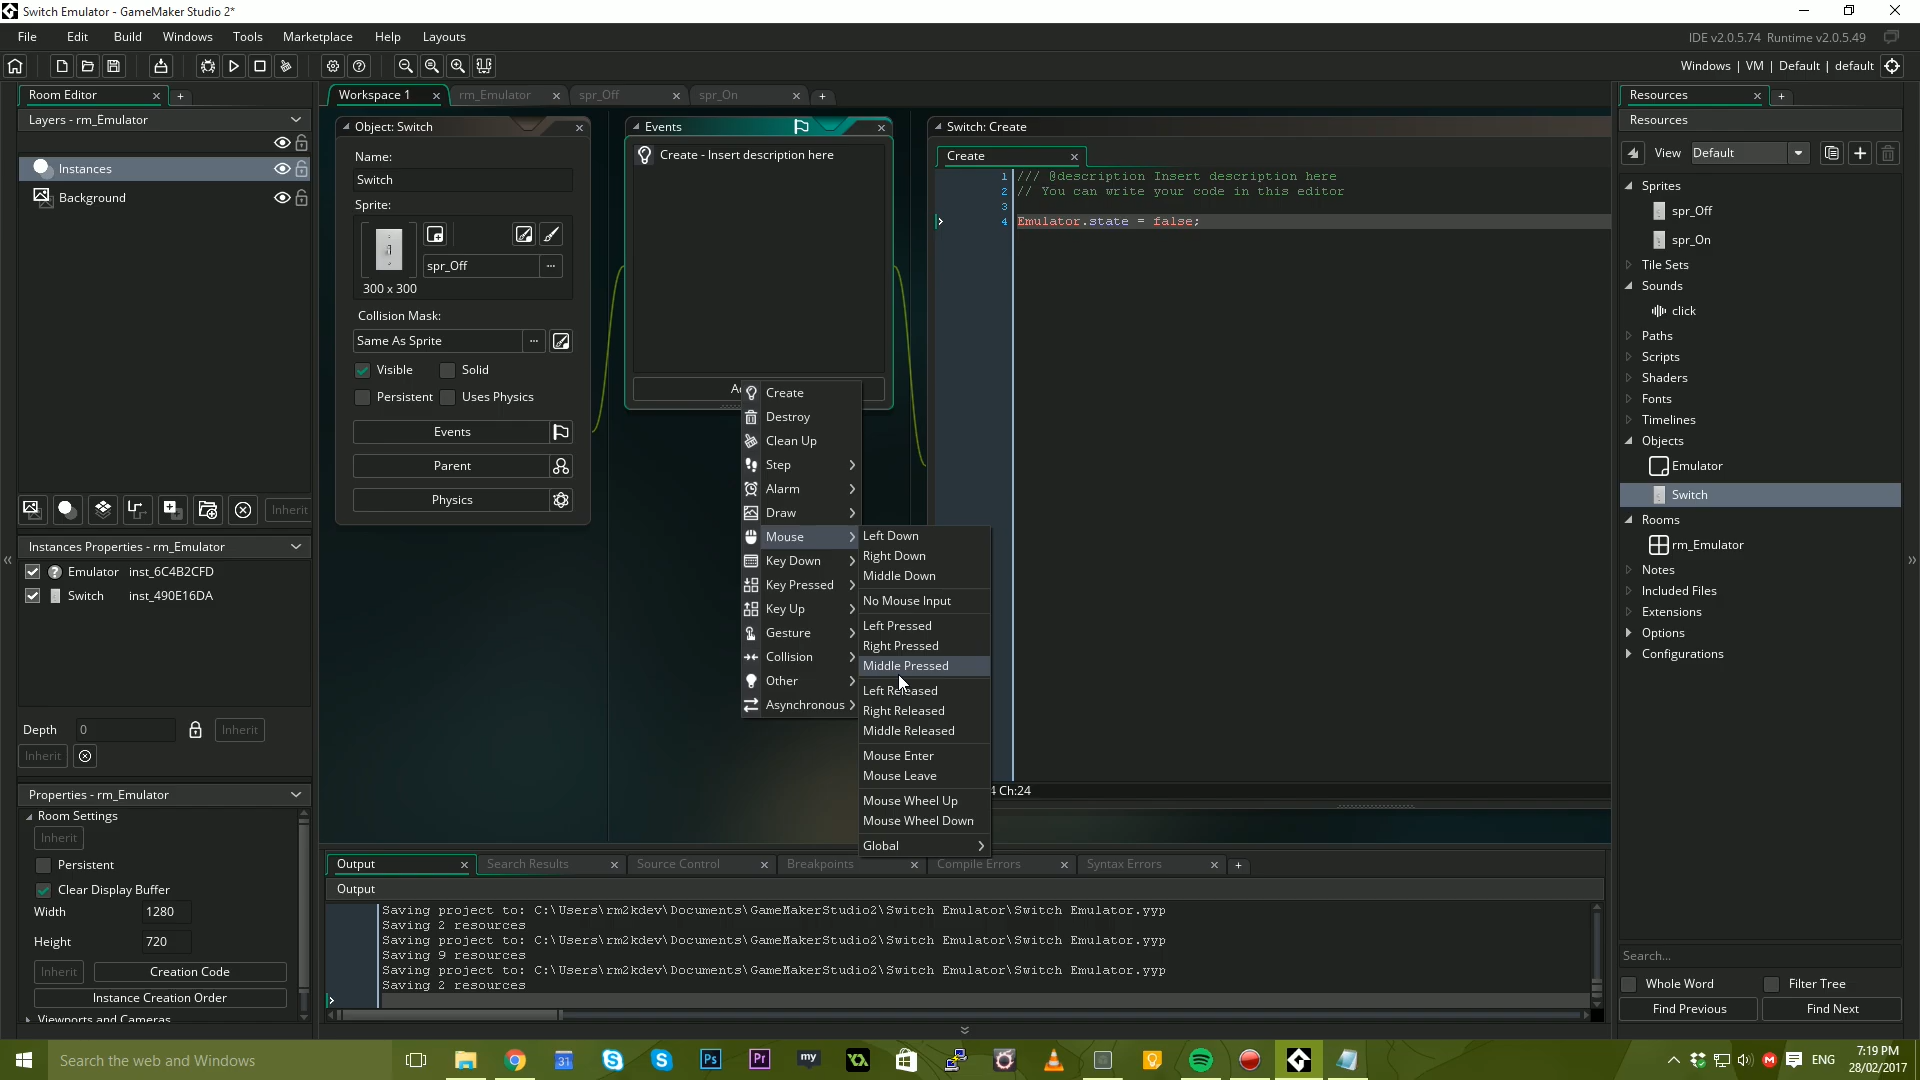 Switch Emulator - GameMaker Studio 2*
File Edit Build Windows Tools Marketplace Help Layouts
IDE v2.0.5.74 Runtime v2.0.5.49
Windows | VM | Default | default
Room Editor
Layers - rm_Emulator
Instances
Background
Inherit
Instances Properties - rm_Emulator
Emulator inst_6C4B2CFD
Switch inst_490E16DA
Depth 0 Inherit
Inherit
Properties - rm_Emulator
Room Settings
Inherit
Persistent
Clear Display Buffer
Width 1280
Height 720
Inherit Creation Code
Instance Creation Order
Viewports and Cameras
Workspace 1 rm_Emulator spr_Off spr_On
Object: Switch
Name:
Switch
Sprite:
spr_Off
300 x 300
Collision Mask:
Same As Sprite
Visible Solid
Persistent Uses Physics
Events
Parent
Physics
Events
Create - Insert description here
Create
Destroy
Clean Up
Step
Alarm
Draw
Mouse
Key Down
Key Pressed
Key Up
Gesture
Collision
Other
Asynchronous
Left Down
Right Down
Middle Down
No Mouse Input
Left Pressed
Right Pressed
Middle Pressed
Left Released
Right Released
Middle Released
Mouse Enter
Mouse Leave
Mouse Wheel Up
Mouse Wheel Down
Global
Switch: Create
Create
1 /// @description Insert description here
2 // You can write your code in this editor
3
4 Emulator.state = false;
4 Ch:24
Output Search Results Source Control Breakpoints Compile Errors Syntax Errors
Output
Saving project to: C:\Users\rm2kdev\Documents\GameMakerStudio2\Switch Emulator\Switch Emulator.yyp
Saving 2 resources
Saving project to: C:\Users\rm2kdev\Documents\GameMakerStudio2\Switch Emulator\Switch Emulator.yyp
Saving 9 resources
Saving project to: C:\Users\rm2kdev\Documents\GameMakerStudio2\Switch Emulator\Switch Emulator.yyp
Saving 2 resources
Resources
Resources
View Default
Sprites
spr_Off
spr_On
Tile Sets
Sounds
click
Paths
Scripts
Shaders
Fonts
Timelines
Objects
Emulator
Switch
Rooms
rm_Emulator
Notes
Included Files
Extensions
Options
Configurations
Search...
Whole Word Filter Tree
Find Previous Find Next
Search the web and Windows
31
Ps
Pr
my
ENG
7:19 PM
28/02/2017